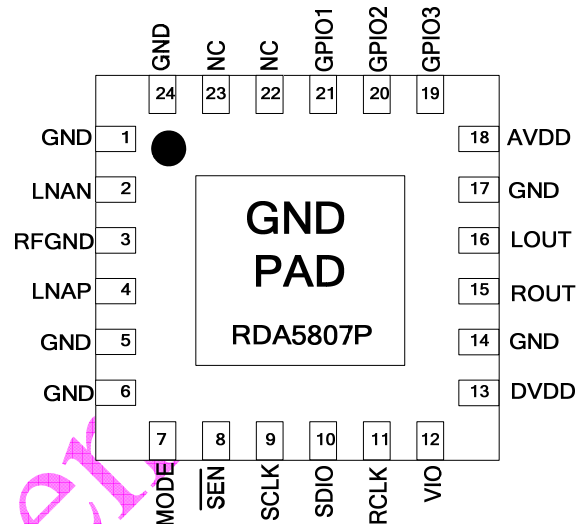 GND
NC
NC
GPIO1
GPIO2
GPIO3
24
23
22
21
20
19
GND 1
18 AVDD
LNAN 2
17 GND
RFGND 3
16 LOUT
LNAP 4
15 ROUT
GND 5
14 GND
GND 6
13 DVDD
GND
PAD
RDA5807P
7
8
9
10
11
12
MODE
SEN
SCLK
SDIO
RCLK
VIO